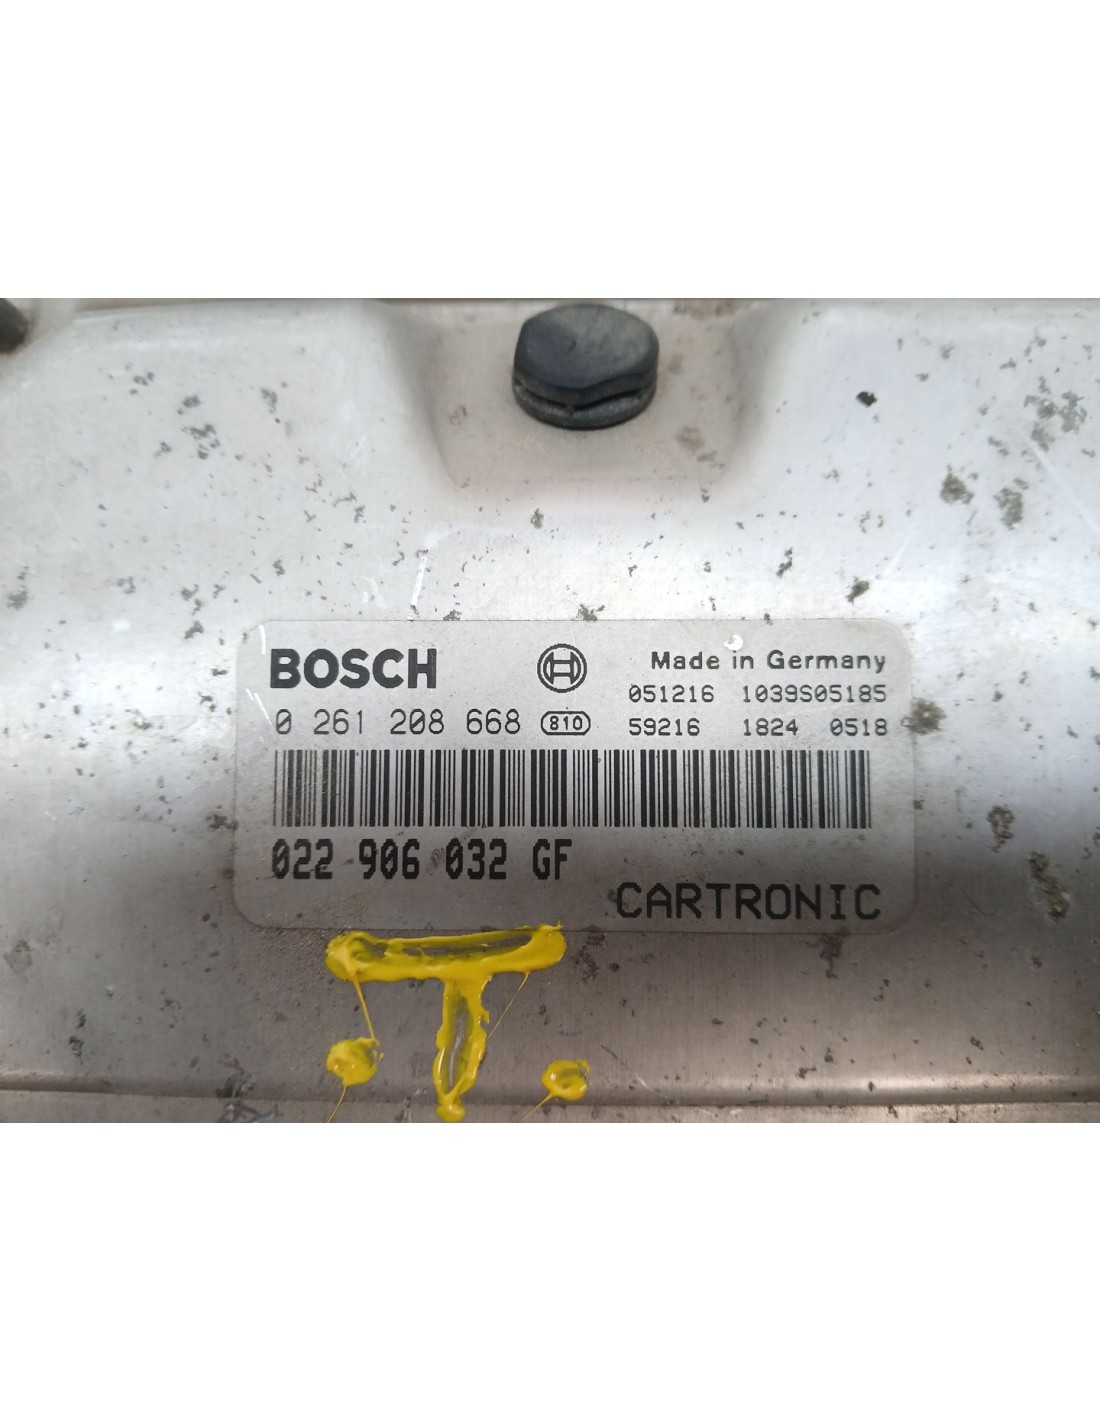 BOSCH
Made in Germany
051216 1039S05185
0 261 208 668 810
59216 1824 0518
022 906 032 GF
CARTRONIC
T